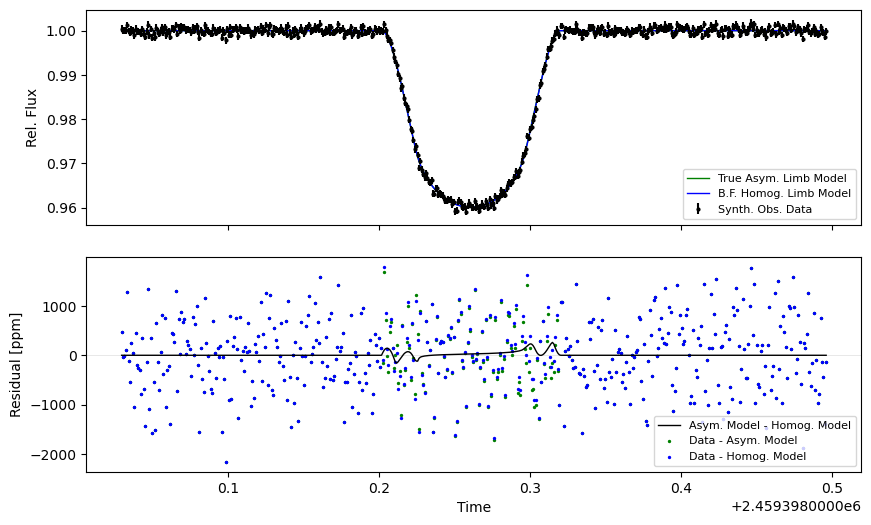 1.00
0.99
0.98
0.97
0.96
Rel. Flux
True Asym. Limb Model
B.F. Homog. Limb Model
Synth. Obs. Data
1000
0
−1000
−2000
Residual [ppm]
Asym. Model - Homog. Model
Data - Asym. Model
Data - Homog. Model
0.1
0.2
0.3
0.4
0.5
Time
+2.4593980000e6